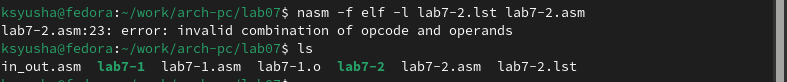 ksyusha@fedora:~/work/arch-pc/lab07$ nasm -f elf -l lab7-2.lst lab7-2.asm
lab7-2.asm:23: error: invalid combination of opcode and operands
ksyusha@fedora:~/work/arch-pc/lab07$ ls
in_out.asm  lab7-1  lab7-1.asm  lab7-1.o  lab7-2  lab7-2.asm  lab7-2.lst